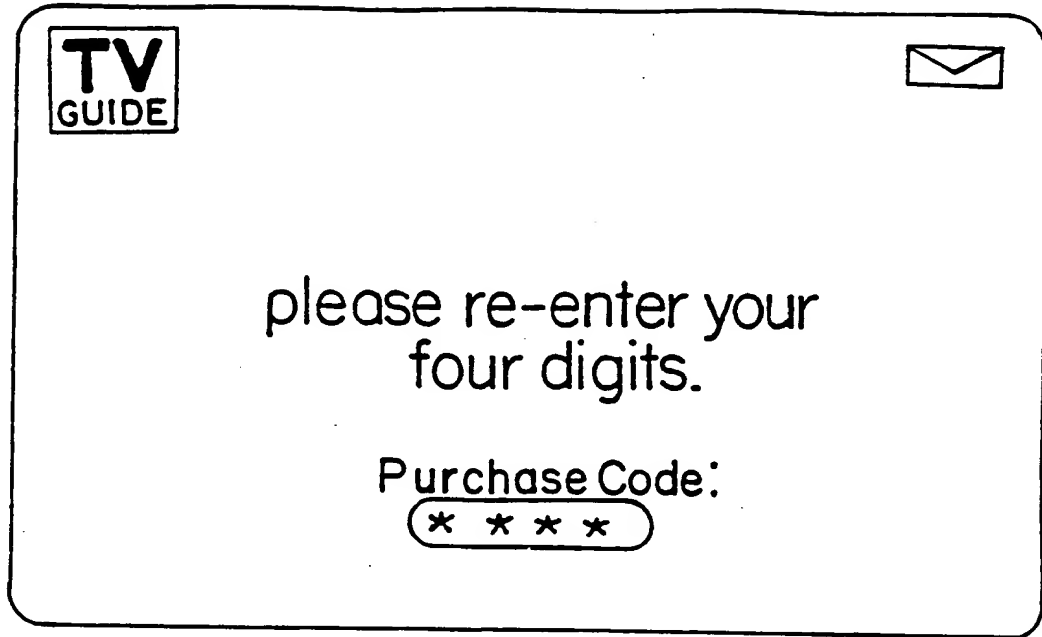 TV
GUIDE
please re-enter your
four digits.
Purchase Code:
* * * *